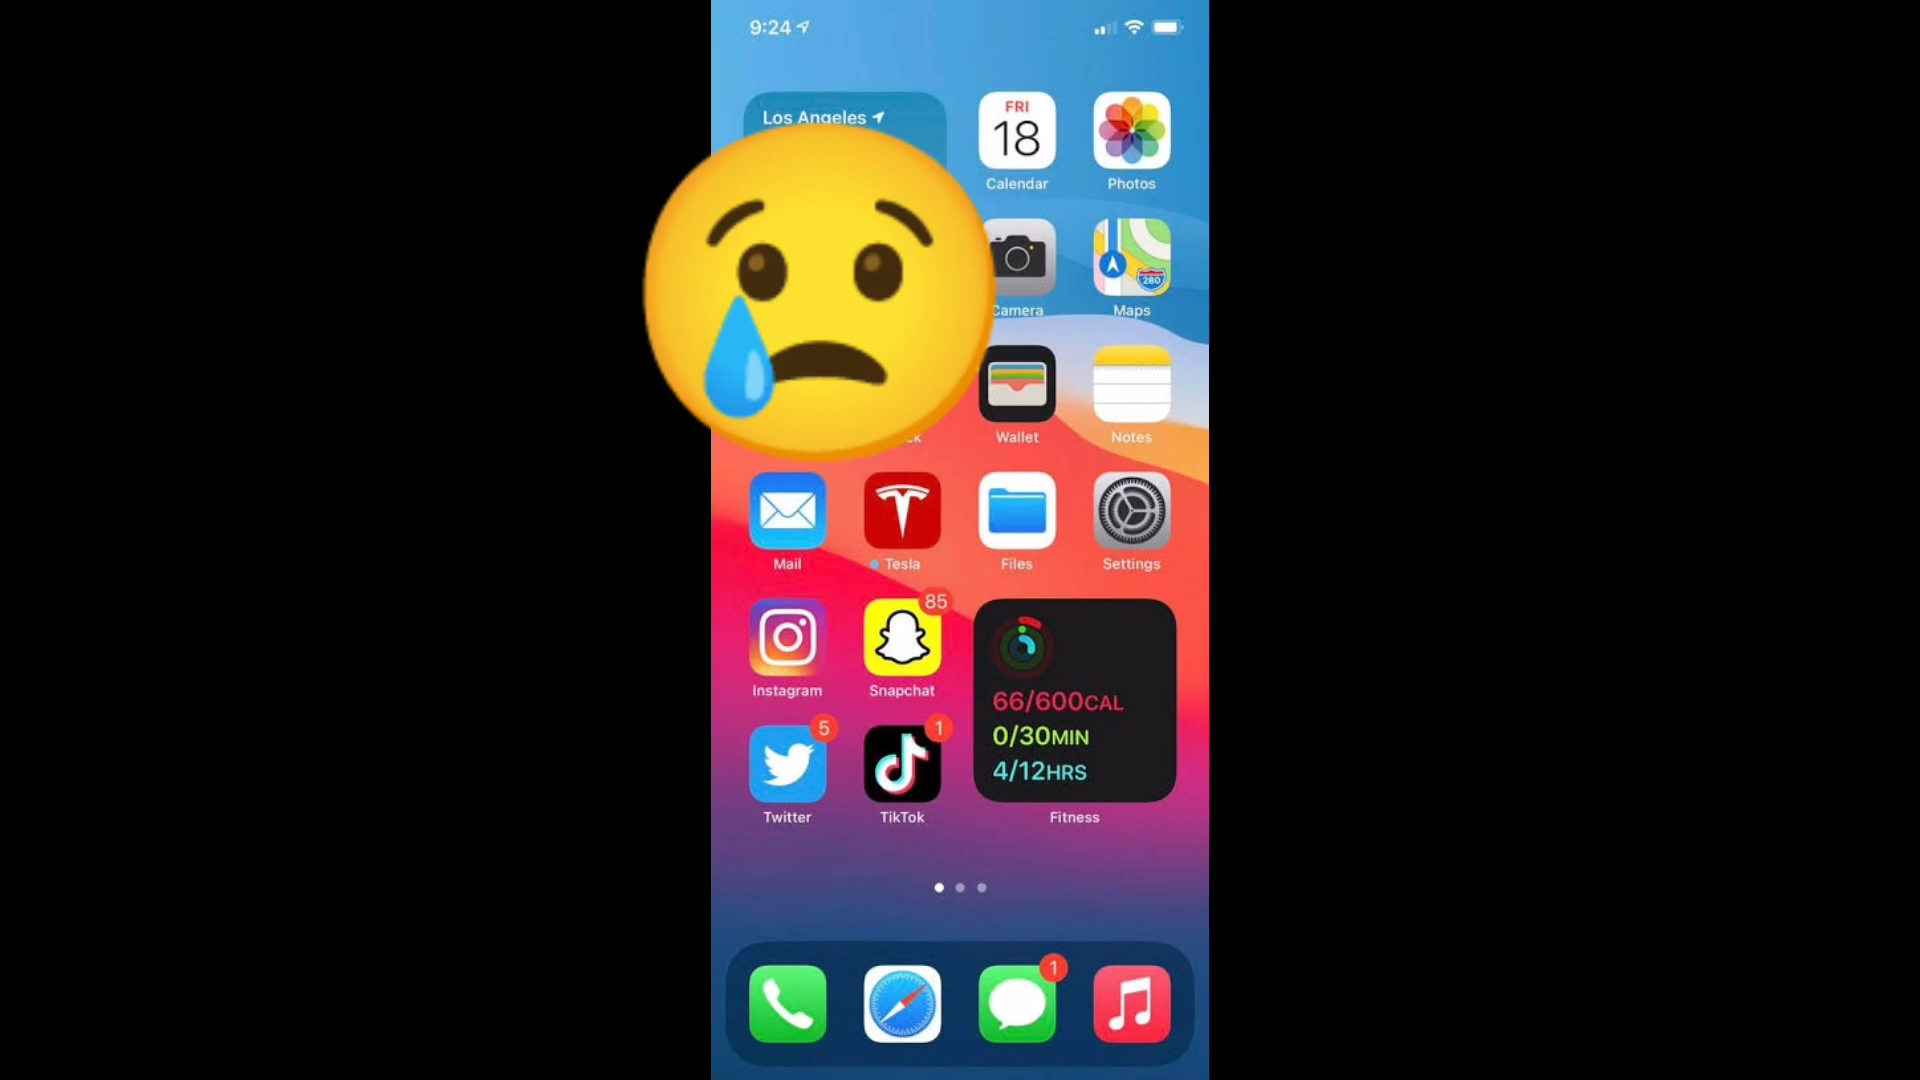 9:24
Los Angeles
FRI
18
Calendar
Photos
280
Camera
Maps
Wallet
Notes
Mail
Tesla
Files
Settings
85
Instagram
Snapchat
66/600CAL
0/30MIN
4/12HRS
5
1
Twitter
TikTok
Fitness
1